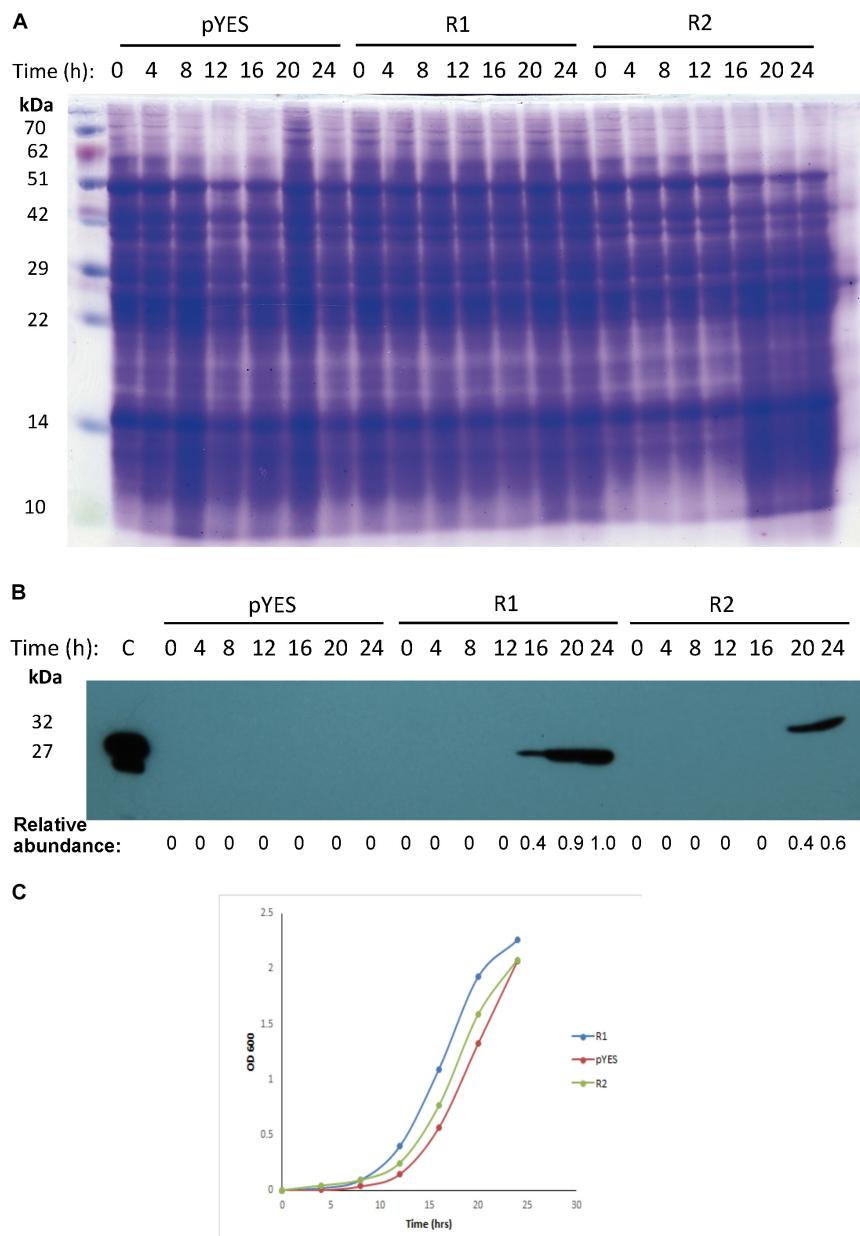 A
pYES R1 R2
Time (h): 0 4 8 12 16 20 24 0 4 8 12 16 20 24 0 4 8 12 16 20 24
kDa
70
62
51
42
29
22
14
10
B
pYES R1 R2
Time (h): C 0 4 8 12 16 20 24 0 4 8 12 16 20 24 0 4 8 12 16 20 24
kDa
32
27
Relative
abundance: 0 0 0 0 0 0 0 0 0 0 0 0.4 0.9 1.0 0 0 0 0 0 0.4 0.6
C
2.5
2
1.5
1
0.5
0
OD 600
0 5 10 15 20 25 30
Time (hrs)
R1
pYES
R2